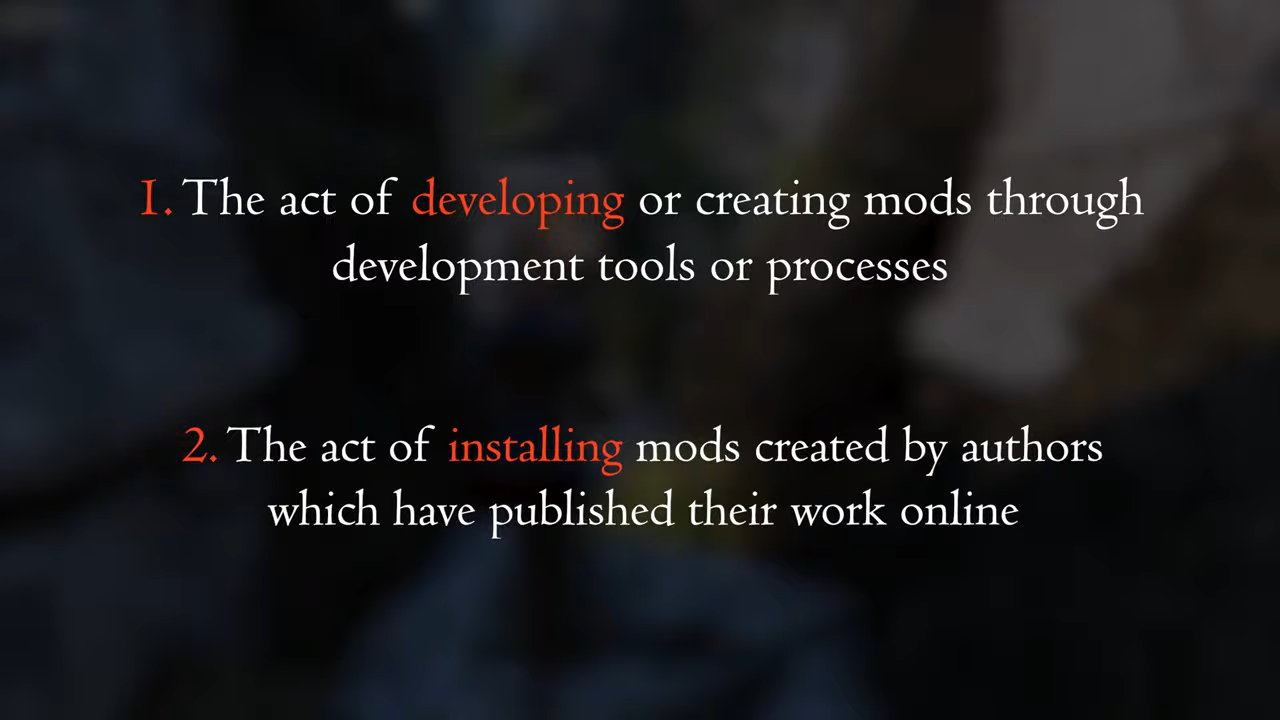 1. The act of developing or creating mods through
development tools or processes
2. The act of installing mods created by authors
which have published their work online